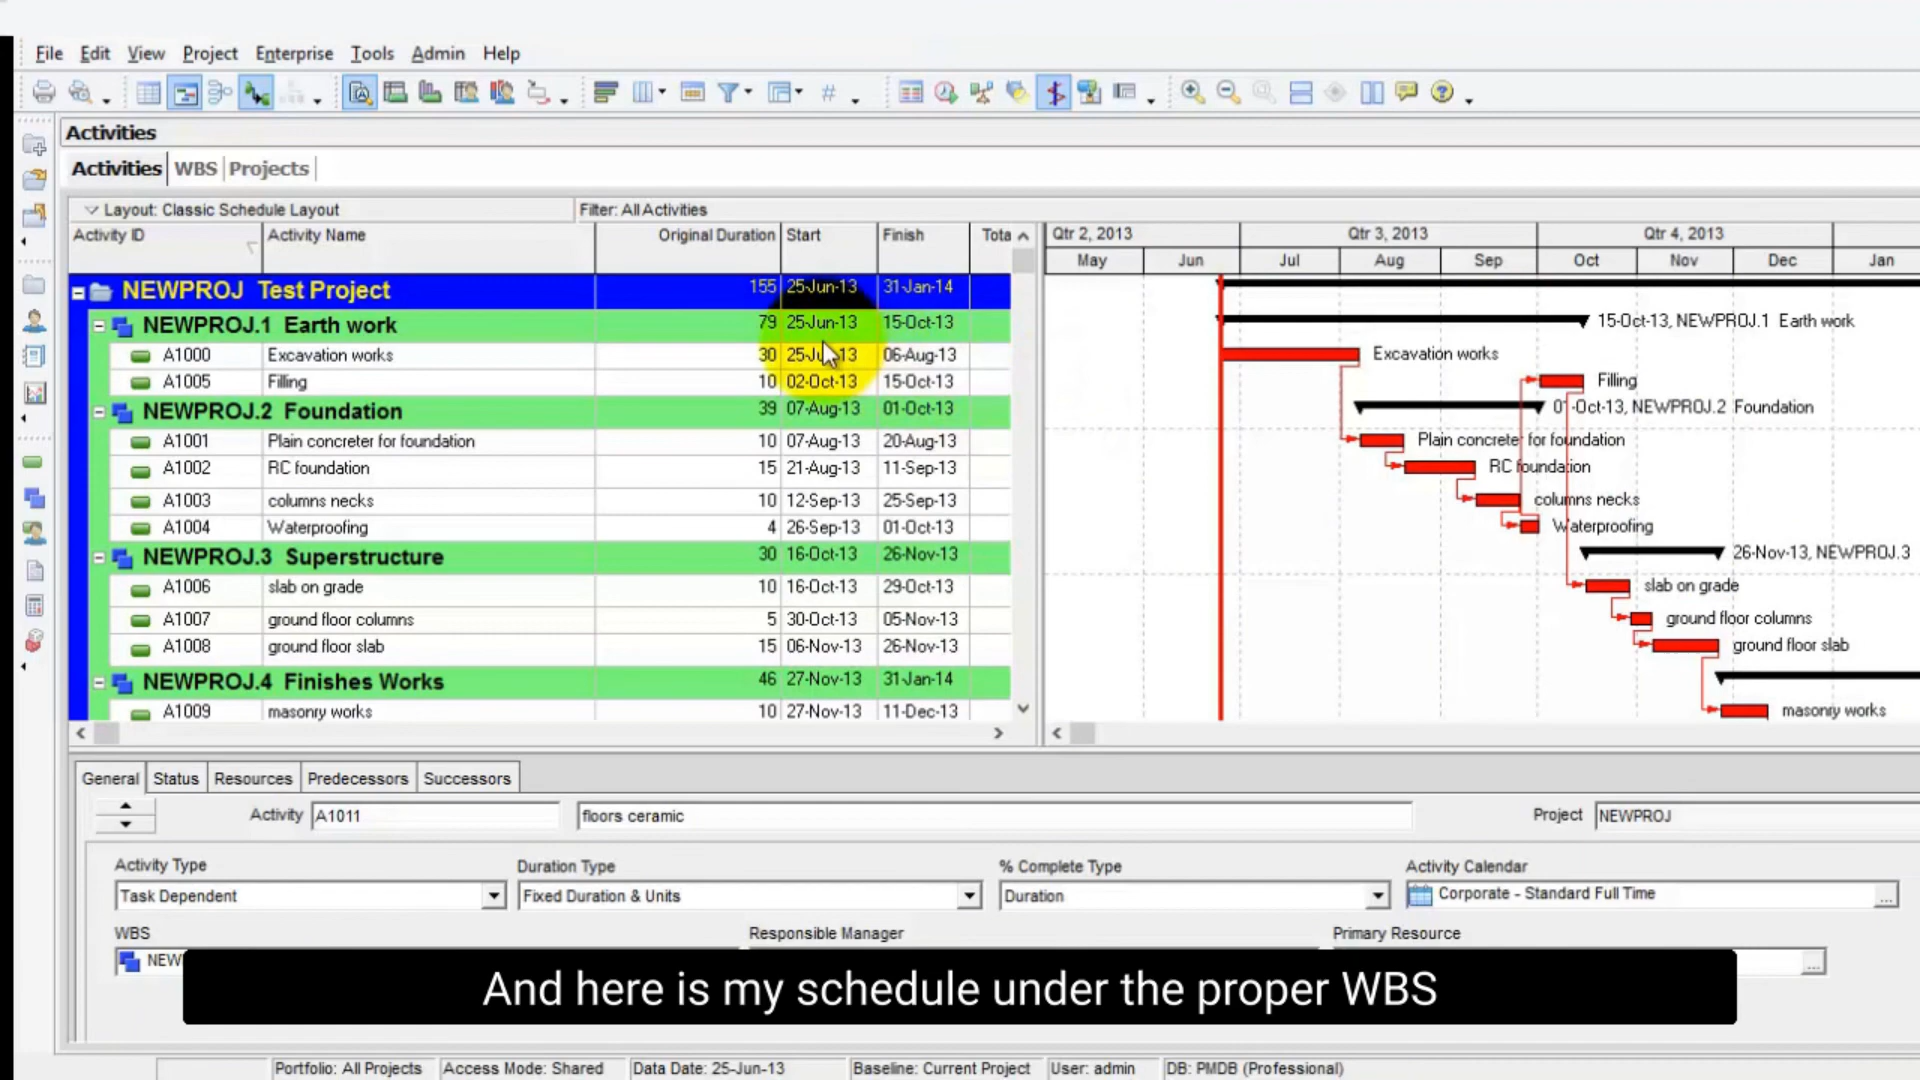 File Edit View Project Enterprise Tools Admin Help
Activities
Activities WBS Projects
Layout: Classic Schedule Layout Filter: All Activities
Activity ID Activity Name Original Duration Start Finish Tota
Qtr 2, 2013 Qtr 3, 2013 Qtr 4, 2013
May Jun Jul Aug Sep Oct Nov Dec Jan
NEWPROJ Test Project 155 25-Jun-13 31-Jan-14
NEWPROJ.1 Earth work 79 25-Jun-13 15-Oct-13 15-Oct-13, NEWPROJ.1 Earth work
A1000 Excavation works 30 25-Jun-13 06-Aug-13 Excavation works
A1005 Filling 10 02-Oct-13 15-Oct-13 Filling
NEWPROJ.2 Foundation 39 07-Aug-13 01-Oct-13 01-Oct-13, NEWPROJ.2 Foundation
A1001 Plain concreter for foundation 10 07-Aug-13 20-Aug-13 Plain concreter for foundation
A1002 RC foundation 15 21-Aug-13 11-Sep-13 RC foundation
A1003 columns necks 10 12-Sep-13 25-Sep-13 columns necks
A1004 Waterproofing 4 26-Sep-13 01-Oct-13 Waterproofing
NEWPROJ.3 Superstructure 30 16-Oct-13 26-Nov-13 26-Nov-13, NEWPROJ.3
A1006 slab on grade 10 16-Oct-13 29-Oct-13 slab on grade
A1007 ground floor columns 5 30-Oct-13 05-Nov-13 ground floor columns
A1008 ground floor slab 15 06-Nov-13 26-Nov-13 ground floor slab
NEWPROJ.4 Finishes Works 46 27-Nov-13 31-Jan-14
A1009 masonry works 10 27-Nov-13 11-Dec-13 masonry works
General Status Resources Predecessors Successors
Activity A1011 floors ceramic Project NEWPROJ
Activity Type Duration Type % Complete Type Activity Calendar
Task Dependent Fixed Duration & Units Duration Corporate - Standard Full Time ...
WBS Responsible Manager Primary Resource
NEW ...
And here is my schedule under the proper WBS
Portfolio: All Projects Access Mode: Shared Data Date: 25-Jun-13 Baseline: Current Project User: admin DB: PMDB (Professional)